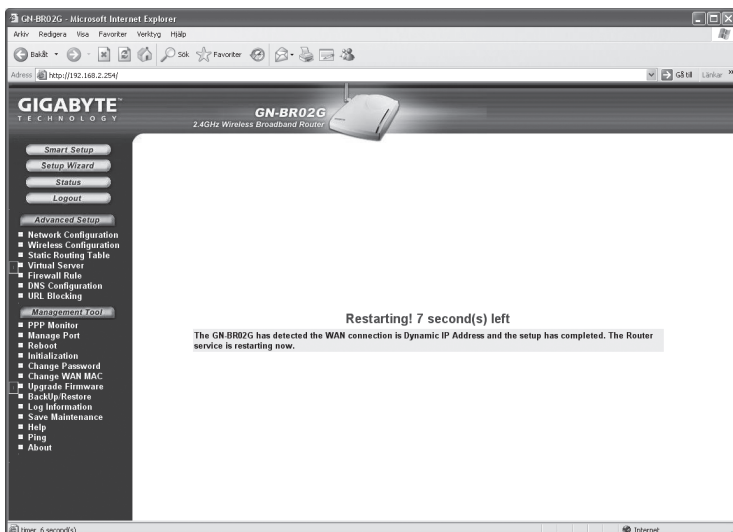 GN-BR02G - Microsoft Internet Explorer
Arkiv Redigera Visa Favoriter Verktyg Hjälp
Bakåt Sök Favoriter
Adress http://192.168.2.254/ Gå till Länkar »
GIGABYTE™
TECHNOLOGY
GN-BR02G
2.4GHz Wireless Broadband Router
Smart Setup
Setup Wizard
Status
Logout
Advanced Setup
Network Configuration
Wireless Configuration
Static Routing Table
Virtual Server
Firewall Rule
DNS Configuration
URL Blocking
Management Tool
PPP Monitor
Manage Port
Reboot
Initialization
Change Password
Change WAN MAC
Upgrade Firmware
BackUp/Restore
Log Information
Save Maintenance
Help
Ping
About
Restarting! 7 second(s) left
The GN-BR02G has detected the WAN connection is Dynamic IP Address and the setup has completed. The Router
service is restarting now.
timer 6 second(s) Internet